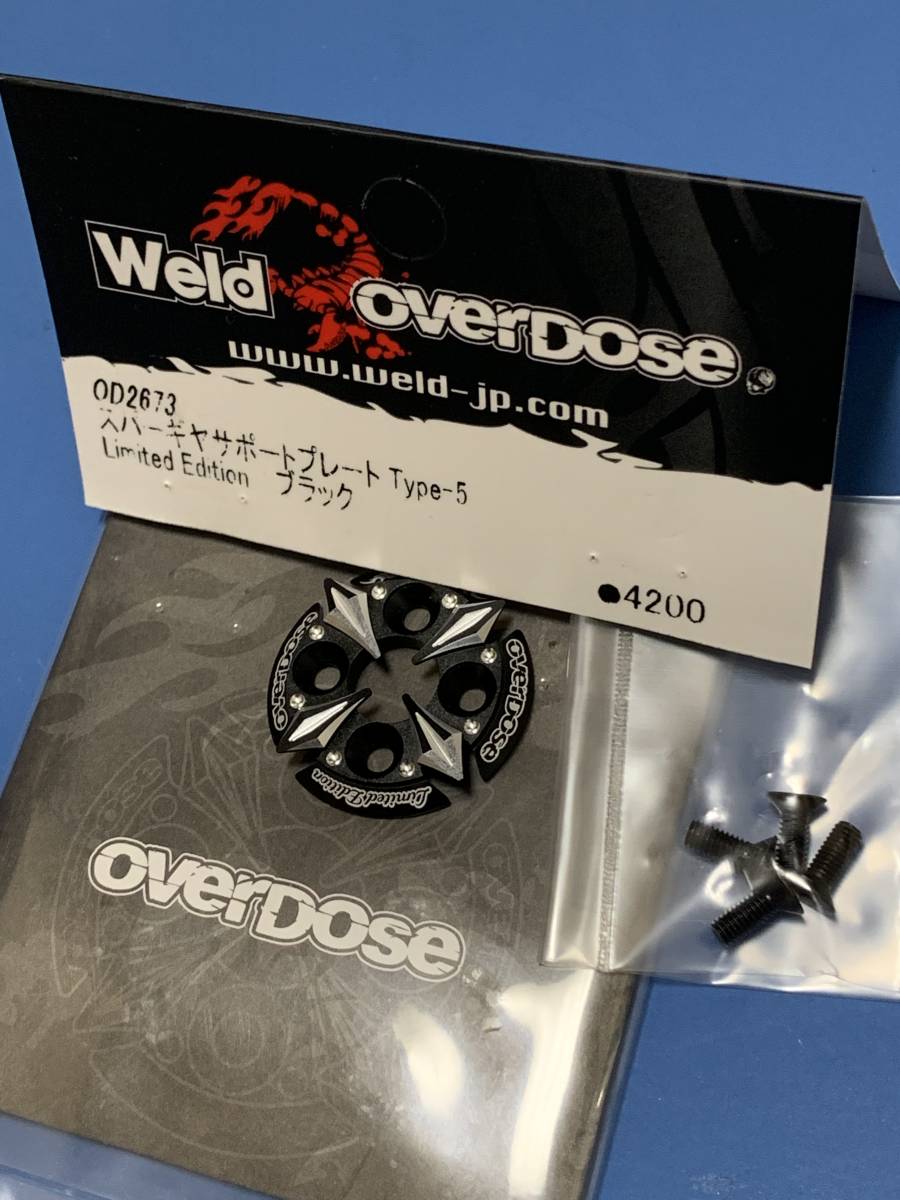 Weld OVERDOSE
www.weld-jp.com
OD2673
スパーギヤサポートプレート Type-5
Limited Edition ブラック
●4200
OVERDOSE
OVERDOSE
Limited Edition
OVERDOSE